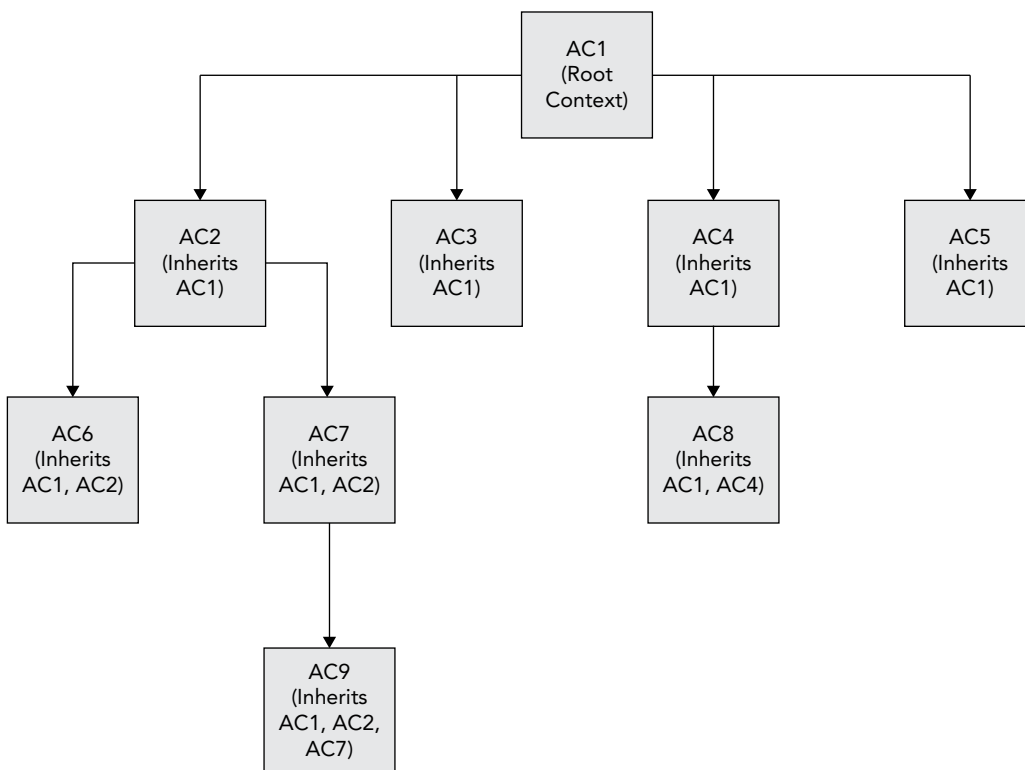 AC1
(Root
Context)
AC2
(Inherits
AC1)
AC3
(Inherits
AC1)
AC4
(Inherits
AC1)
AC5
(Inherits
AC1)
AC6
(Inherits
AC1, AC2)
AC7
(Inherits
AC1, AC2)
AC8
(Inherits
AC1, AC4)
AC9
(Inherits
AC1, AC2,
AC7)